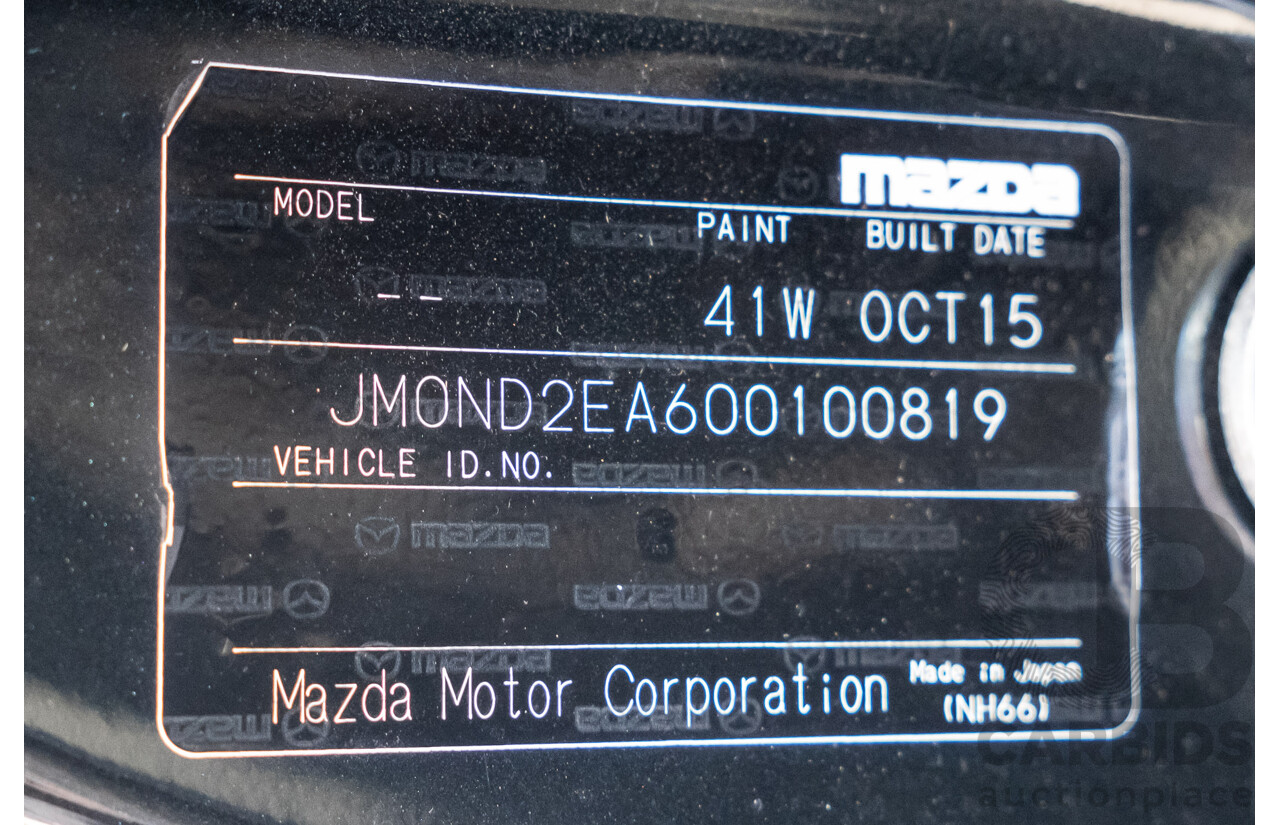 mazda
MODEL PAINT BUILT DATE
_ _ 41W OCT15
JM0ND2EA600100819
VEHICLE ID.NO.
Mazda Motor Corporation Made in Japan
(NH66)
CARBIDS
auctionplace